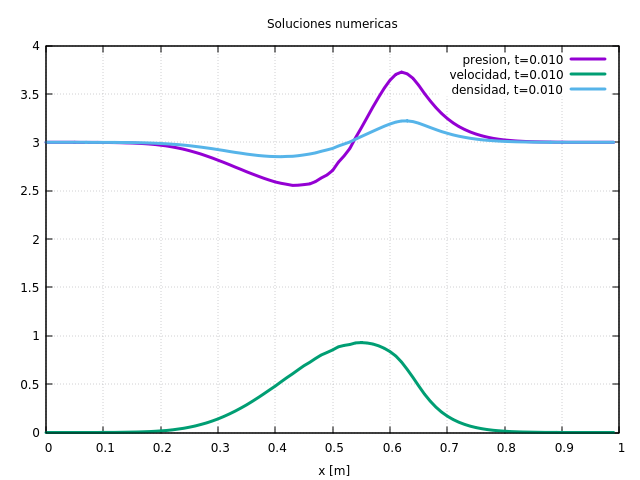 Soluciones numericas
presion, t=0.010
velocidad, t=0.010
densidad, t=0.010
4
3.5
3
2.5
2
1.5
1
0.5
0
0 0.1 0.2 0.3 0.4 0.5 0.6 0.7 0.8 0.9 1
x [m]